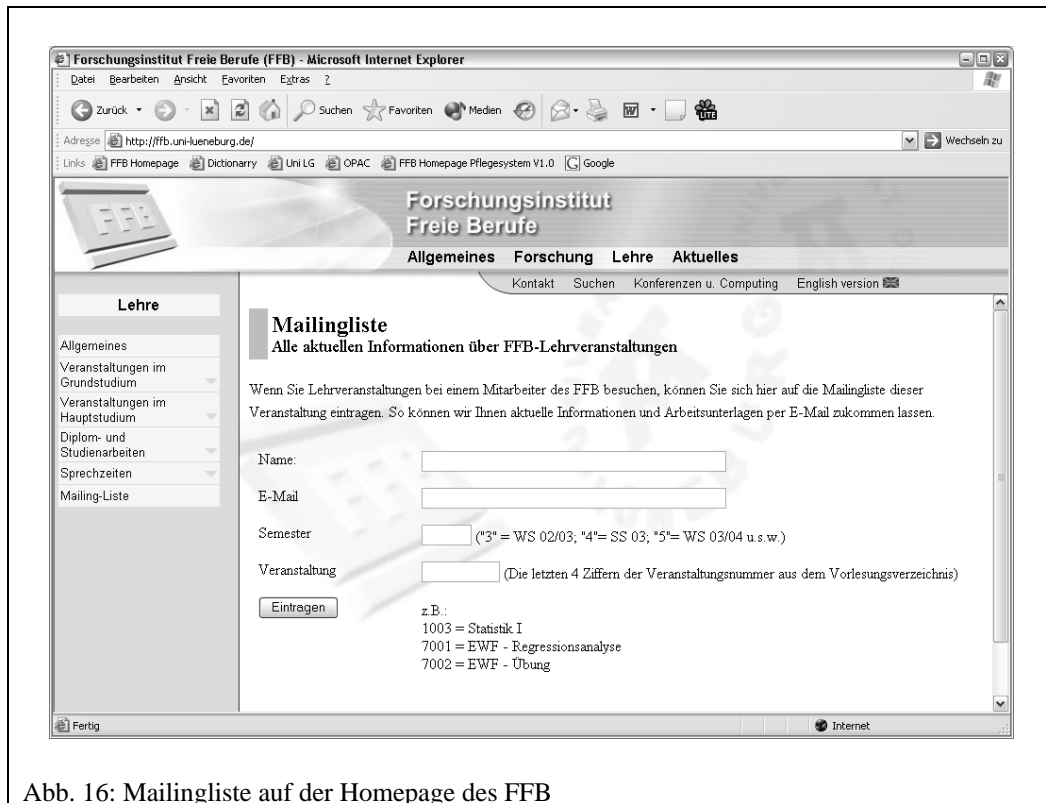 Forschungsinstitut Freie Berufe (FFB) - Microsoft Internet Explorer
Datei Bearbeiten Ansicht Favoriten Extras ?
Zurück Suchen Favoriten Medien LITE
Adresse http://ffb.uni-lueneburg.de/ Wechseln zu
Links FFB Homepage Dictionarry Uni LG OPAC FFB Homepage Pflegesystem V1.0 Google
FFB
Forschungsinstitut
Freie Berufe
Allgemeines Forschung Lehre Aktuelles
Kontakt Suchen Konferenzen u. Computing English version
Lehre
Allgemeines
Veranstaltungen im
Grundstudium
Veranstaltungen im
Hauptstudium
Diplom- und
Studienarbeiten
Sprechzeiten
Mailing-Liste
Mailingliste
Alle aktuellen Informationen über FFB-Lehrveranstaltungen
Wenn Sie Lehrveranstaltungen bei einem Mitarbeiter des FFB besuchen, können Sie sich hier auf die Mailingliste dieser
Veranstaltung eintragen. So können wir Ihnen aktuelle Informationen und Arbeitsunterlagen per E-Mail zukommen lassen.
Name:
E-Mail
Semester ("3" = WS 02/03; "4"= SS 03; "5"= WS 03/04 u.s.w.)
Veranstaltung (Die letzten 4 Ziffern der Veranstaltungsnummer aus dem Vorlesungsverzeichnis)
Eintragen
z.B.:
1003 = Statistik I
7001 = EWF - Regressionsanalyse
7002 = EWF - Übung
Fertig Internet
Abb. 16: Mailingliste auf der Homepage des FFB